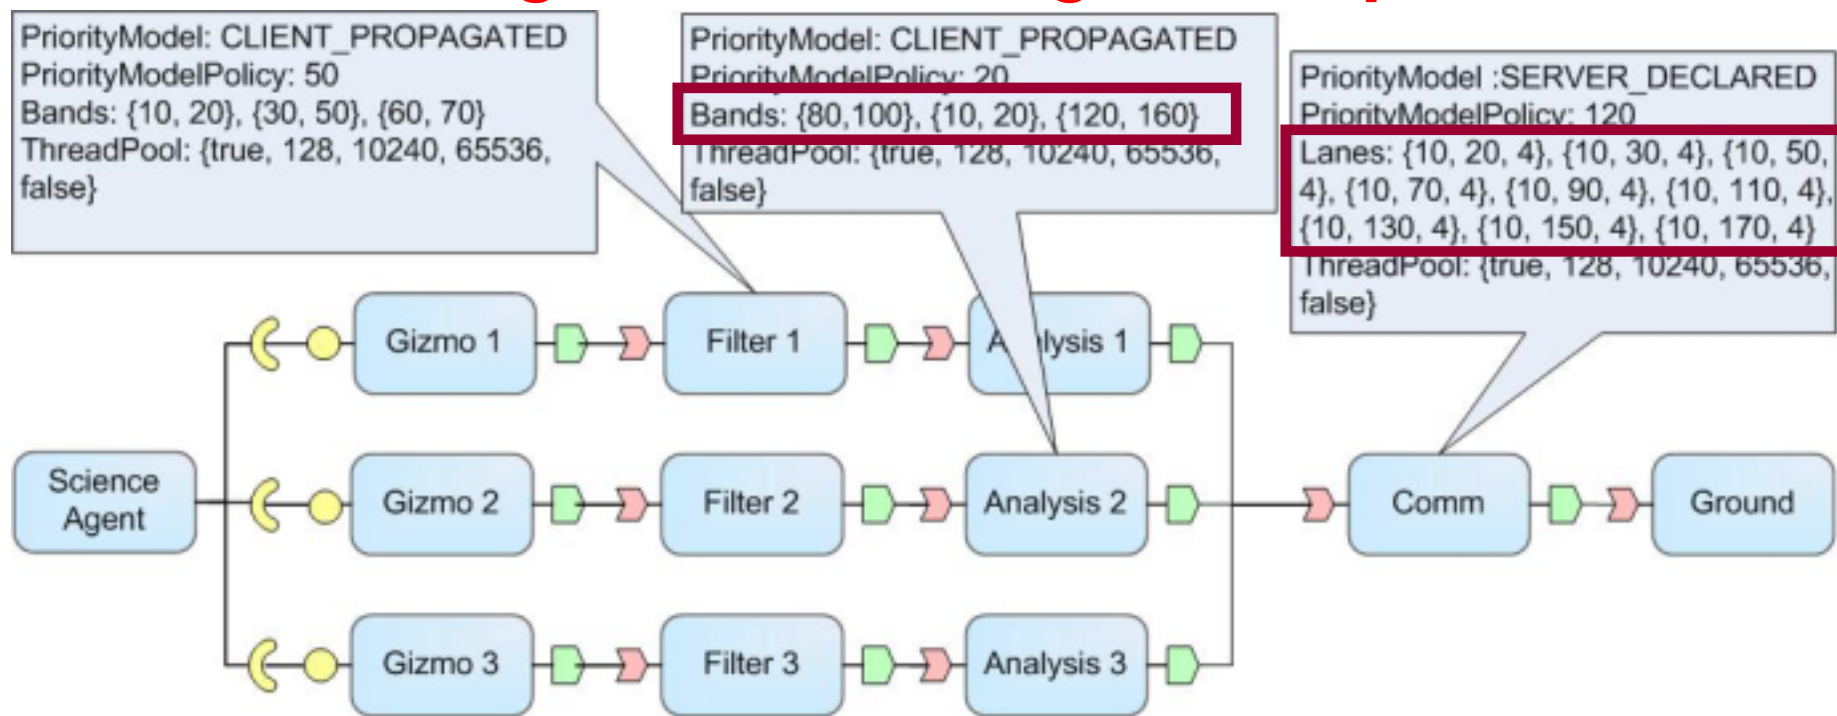 PriorityModel: CLIENT_PROPAGATED
PriorityModelPolicy: 50
Bands: {10, 20}, {30, 50}, {60, 70}
ThreadPool: {true, 128, 10240, 65536,
false}
PriorityModel: CLIENT_PROPAGATED
PriorityModelPolicy: 20
Bands: {80,100}, {10, 20}, {120, 160}
ThreadPool: {true, 128, 10240, 65536,
false}
PriorityModel :SERVER_DECLARED
PriorityModelPolicy: 120
Lanes: {10, 20, 4}, {10, 30, 4}, {10, 50,
4}, {10, 70, 4}, {10, 90, 4}, {10, 110, 4},
{10, 130, 4}, {10, 150, 4}, {10, 170, 4}
ThreadPool: {true, 128, 10240, 65536,
false}
Gizmo 1
Filter 1
Analysis 1
Science
Agent
Gizmo 2
Filter 2
Analysis 2
Comm
Ground
Gizmo 3
Filter 3
Analysis 3